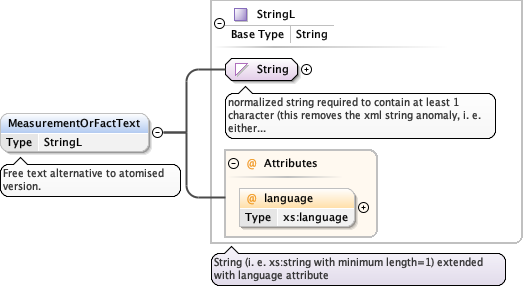 StringL
Base Type String
String
normalized string required to contain at least 1
character (this removes the xml string anomaly, i. e.
either...
MeasurementOrFactText
Type StringL
Free text alternative to atomised
version.
@ Attributes
@ language
Type xs:language
String (i. e. xs:string with minimum length=1) extended
with language attribute